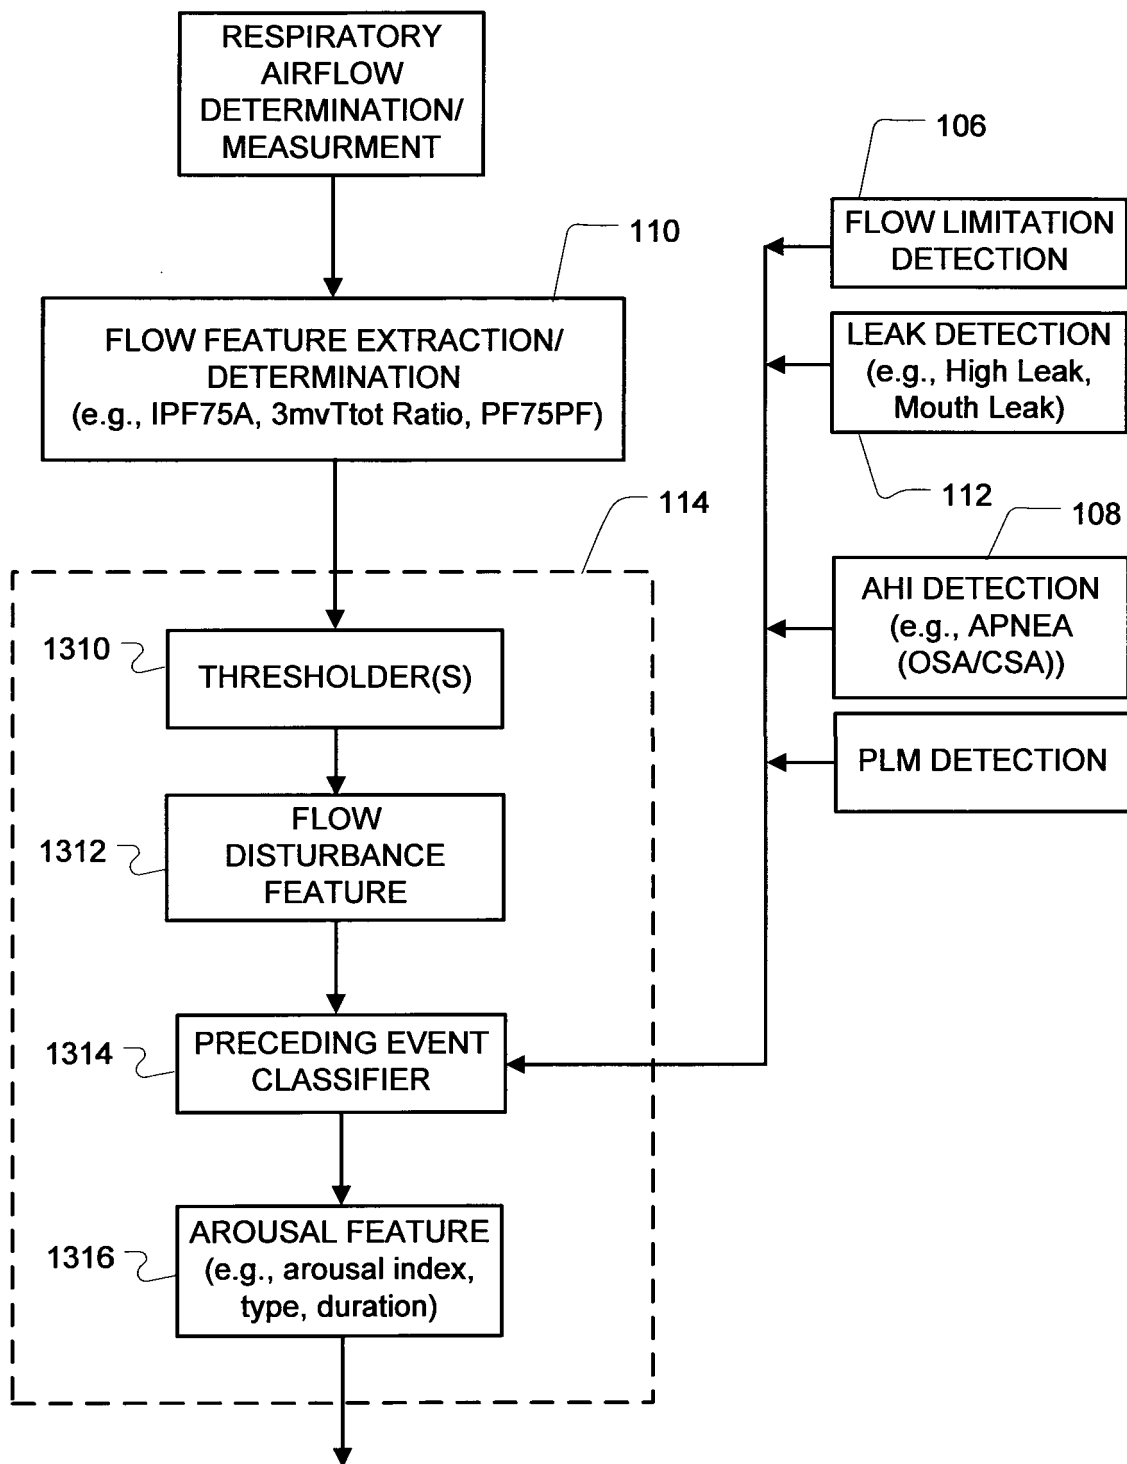 RESPIRATORY
AIRFLOW
DETERMINATION/
MEASURMENT
106
FLOW LIMITATION
DETECTION
110
FLOW FEATURE EXTRACTION/
DETERMINATION
(e.g., IPF75A, 3mvTtot Ratio, PF75PF)
LEAK DETECTION
(e.g., High Leak,
Mouth Leak)
112
114
108
AHI DETECTION
(e.g., APNEA
(OSA/CSA))
1310
THRESHOLDER(S)
PLM DETECTION
1312
FLOW
DISTURBANCE
FEATURE
1314
PRECEDING EVENT
CLASSIFIER
1316
AROUSAL FEATURE
(e.g., arousal index,
type, duration)